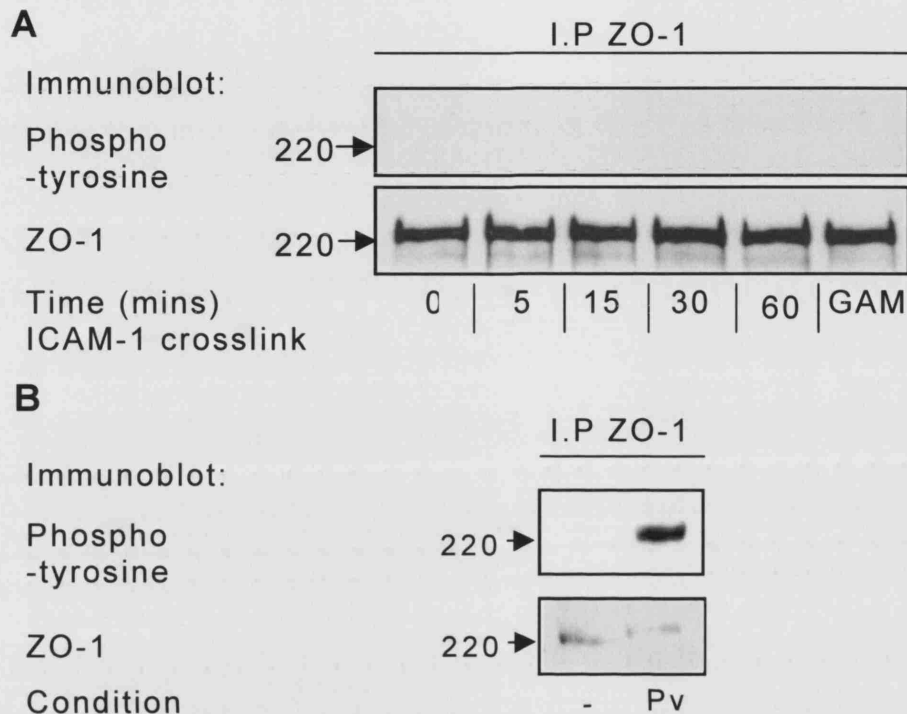 A
I.P ZO-1
Immunoblot:
Phospho
-tyrosine
220
ZO-1
220
Time (mins)
0 5 15 30 60 GAM
ICAM-1 crosslink
B
I.P ZO-1
Immunoblot:
Phospho
-tyrosine
220
ZO-1
220
Condition
- Pv